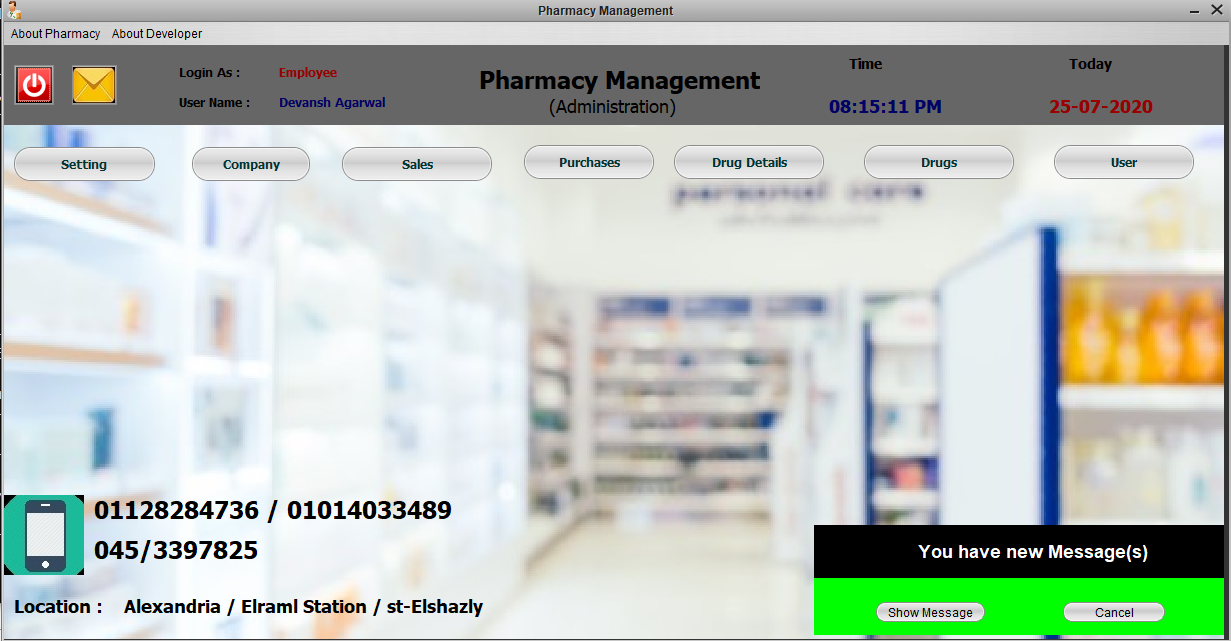 Pharmacy Management
About Pharmacy About Developer
Login As : Employee
User Name : Devansh Agarwal
Pharmacy Management
(Administration)
Time
08:15:11 PM
Today
25-07-2020
Setting Company Sales Purchases Drug Details Drugs User
personal care
01128284736 / 01014033489
045/3397825
Location : Alexandria / Elraml Station / st-Elshazly
You have new Message(s)
Show Message Cancel